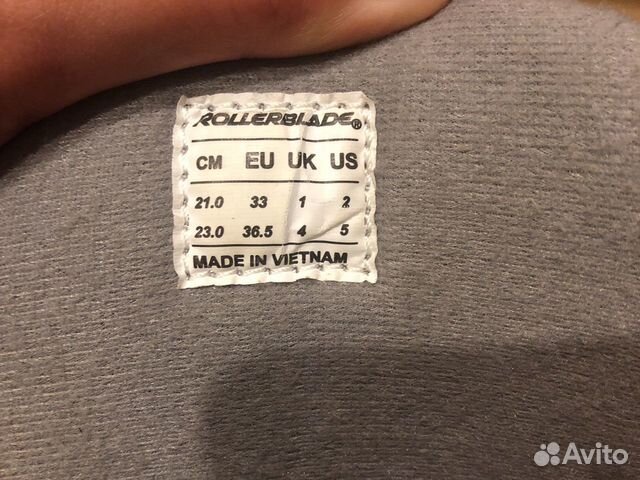 ROLLERBLADE®
CM EU UK US
21.0 33 1 2
23.0 36.5 4 5
MADE IN VIETNAM
Avito